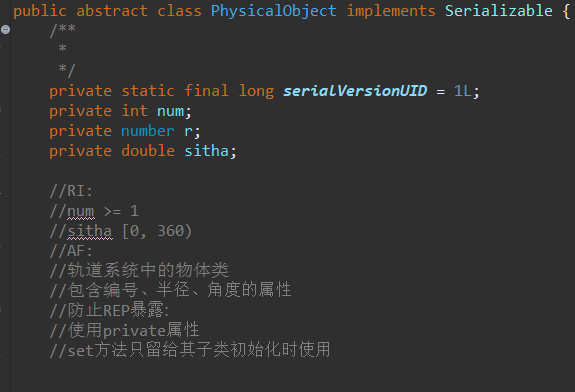 public abstract class PhysicalObject implements Serializable {
/**
*
*/
private static final long serialVersionUID = 1L;
private int num;
private number r;
private double sitha;
//RI:
//num >= 1
//sitha [0, 360)
//AF:
//轨道系统中的物体类
//包含编号、半径、角度的属性
//防止REP暴露:
//使用private属性
//set方法只留给其子类初始化时使用